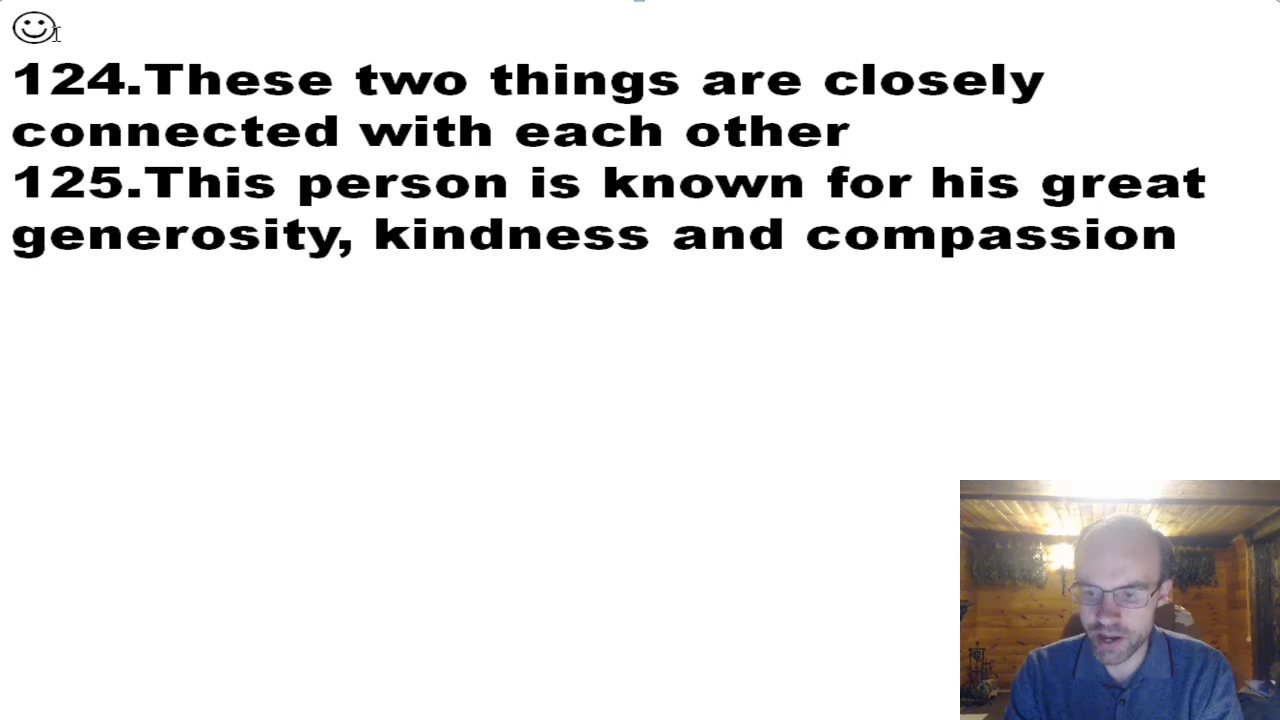 124.These two things are closely
connected with each other
125.This person is known for his great
generosity, kindness and compassion